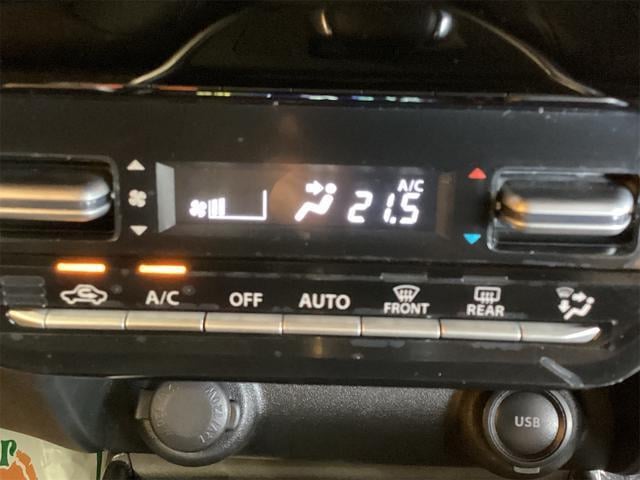 A/C
21.5
A/C
OFF
AUTO
FRONT
REAR
USB